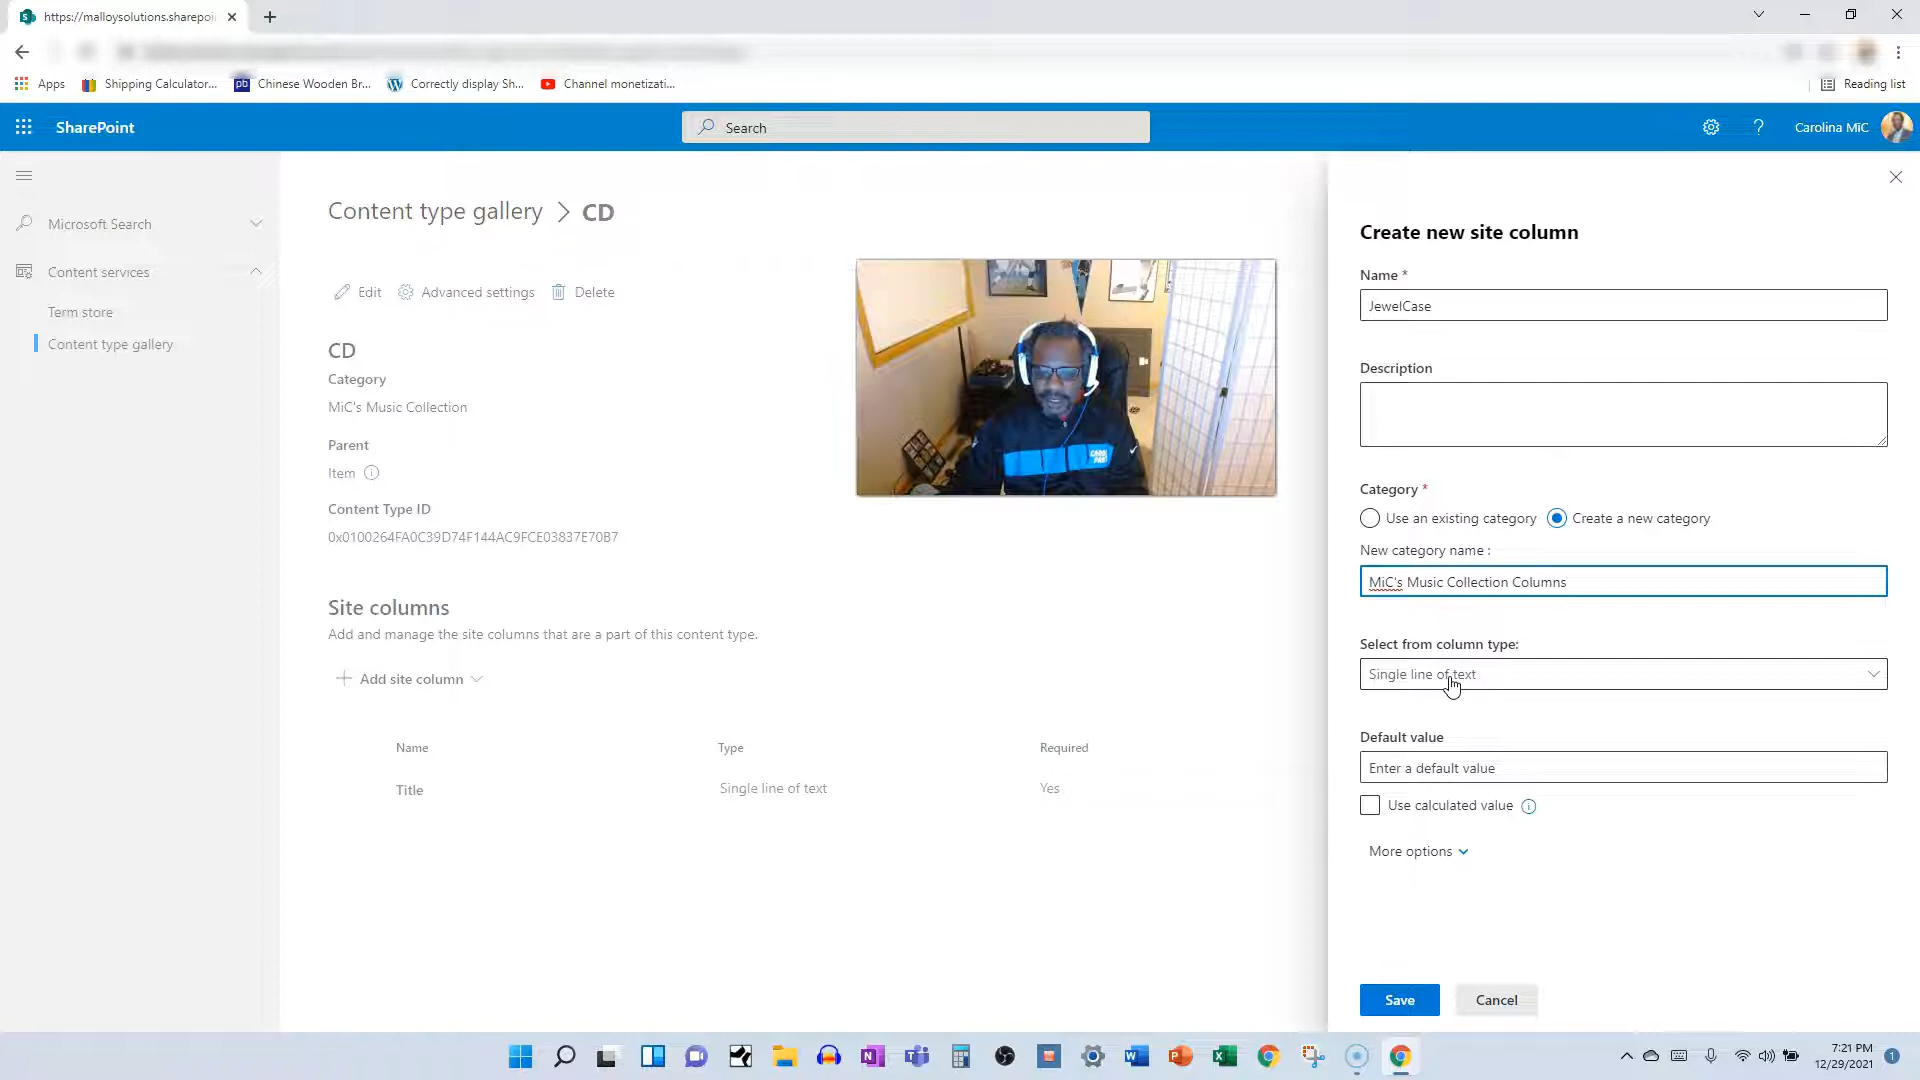 https://malloysolutions.sharepoi
Apps
Shipping Calculator...
pb
Chinese Wooden Br...
Correctly display Sh...
Channel monetizati...
Reading list
SharePoint
Search
?
Carolina MiC
Microsoft Search
Content services
Term store
Content type gallery
Content type gallery > CD
Edit
Advanced settings
Delete
CD
Category
MiC's Music Collection
Parent
Item
Content Type ID
0x0100264FA0C39D74F144AC9FCE03837E70B7
Site columns
Add and manage the site columns that are a part of this content type.
Add site column
Name Type Required
Title Single line of text Yes
Create new site column
Name *
JewelCase
Description
Category *
Use an existing category
Create a new category
New category name :
MiC's Music Collection Columns
Select from column type:
Single line of text
Default value
Enter a default value
Use calculated value
More options
Save
Cancel
7:21 PM
12/29/2021
1